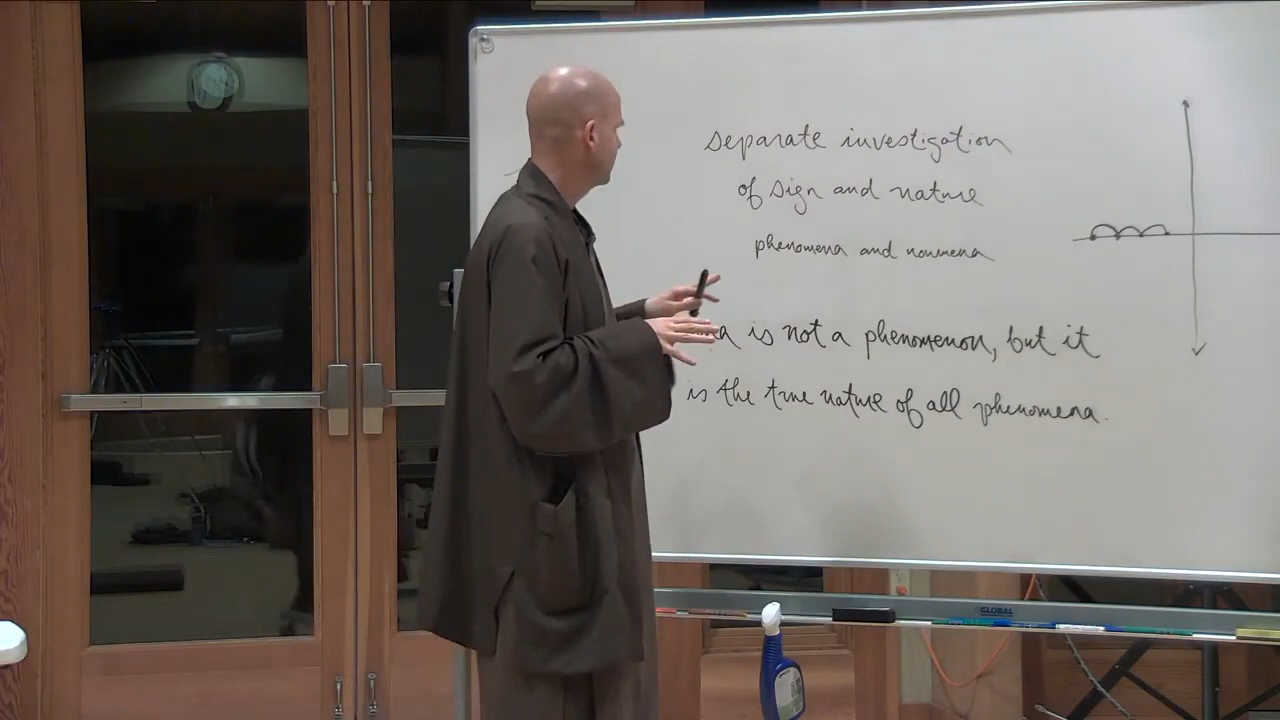 separate investigation
of sign and nature
phenomena and noumena
is not a phenomenon, but it
is the true nature of all phenomena.
GLOBAL